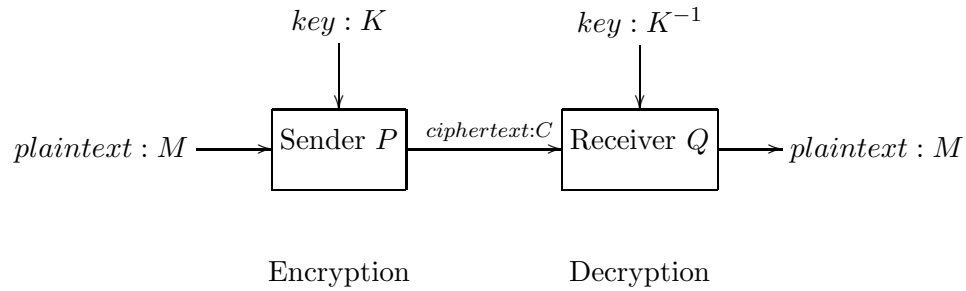 key : K
key : K⁻¹
plaintext : M
Sender P
ciphertext:C
Receiver Q
plaintext : M
Encryption
Decryption